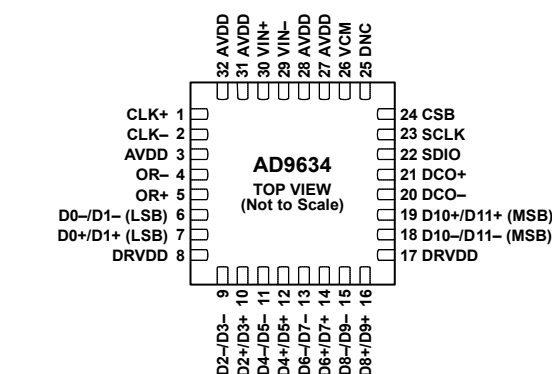 32 AVDD
31 AVDD
30 VIN+
29 VIN–
28 AVDD
27 AVDD
26 VCM
25 DNC
CLK+ 1
CLK– 2
AVDD 3
OR– 4
OR+ 5
D0–/D1– (LSB) 6
D0+/D1+ (LSB) 7
DRVDD 8
AD9634
TOP VIEW
(Not to Scale)
24 CSB
23 SCLK
22 SDIO
21 DCO+
20 DCO–
19 D10+/D11+ (MSB)
18 D10–/D11– (MSB)
17 DRVDD
D2–/D3– 9
D2+/D3+ 10
D4–/D5– 11
D4+/D5+ 12
D6–/D7– 13
D6+/D7+ 14
D8–/D9– 15
D8+/D9+ 16